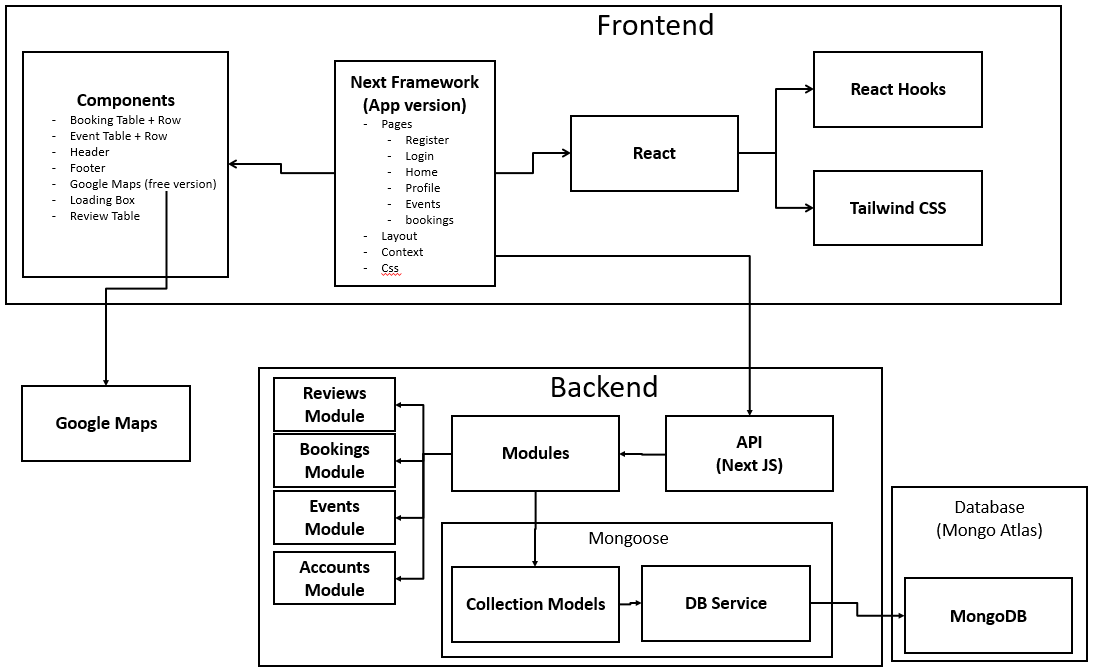 Frontend
Components
- Booking Table + Row
- Event Table + Row
- Header
- Footer
- Google Maps (free version)
- Loading Box
- Review Table
Next Framework
(App version)
- Pages
- Register
- Login
- Home
- Profile
- Events
- bookings
- Layout
- Context
- Css
React
React Hooks
Tailwind CSS
Google Maps
Backend
Reviews
Module
Bookings
Module
Events
Module
Accounts
Module
Modules
API
(Next JS)
Mongoose
Collection Models
DB Service
Database
(Mongo Atlas)
MongoDB